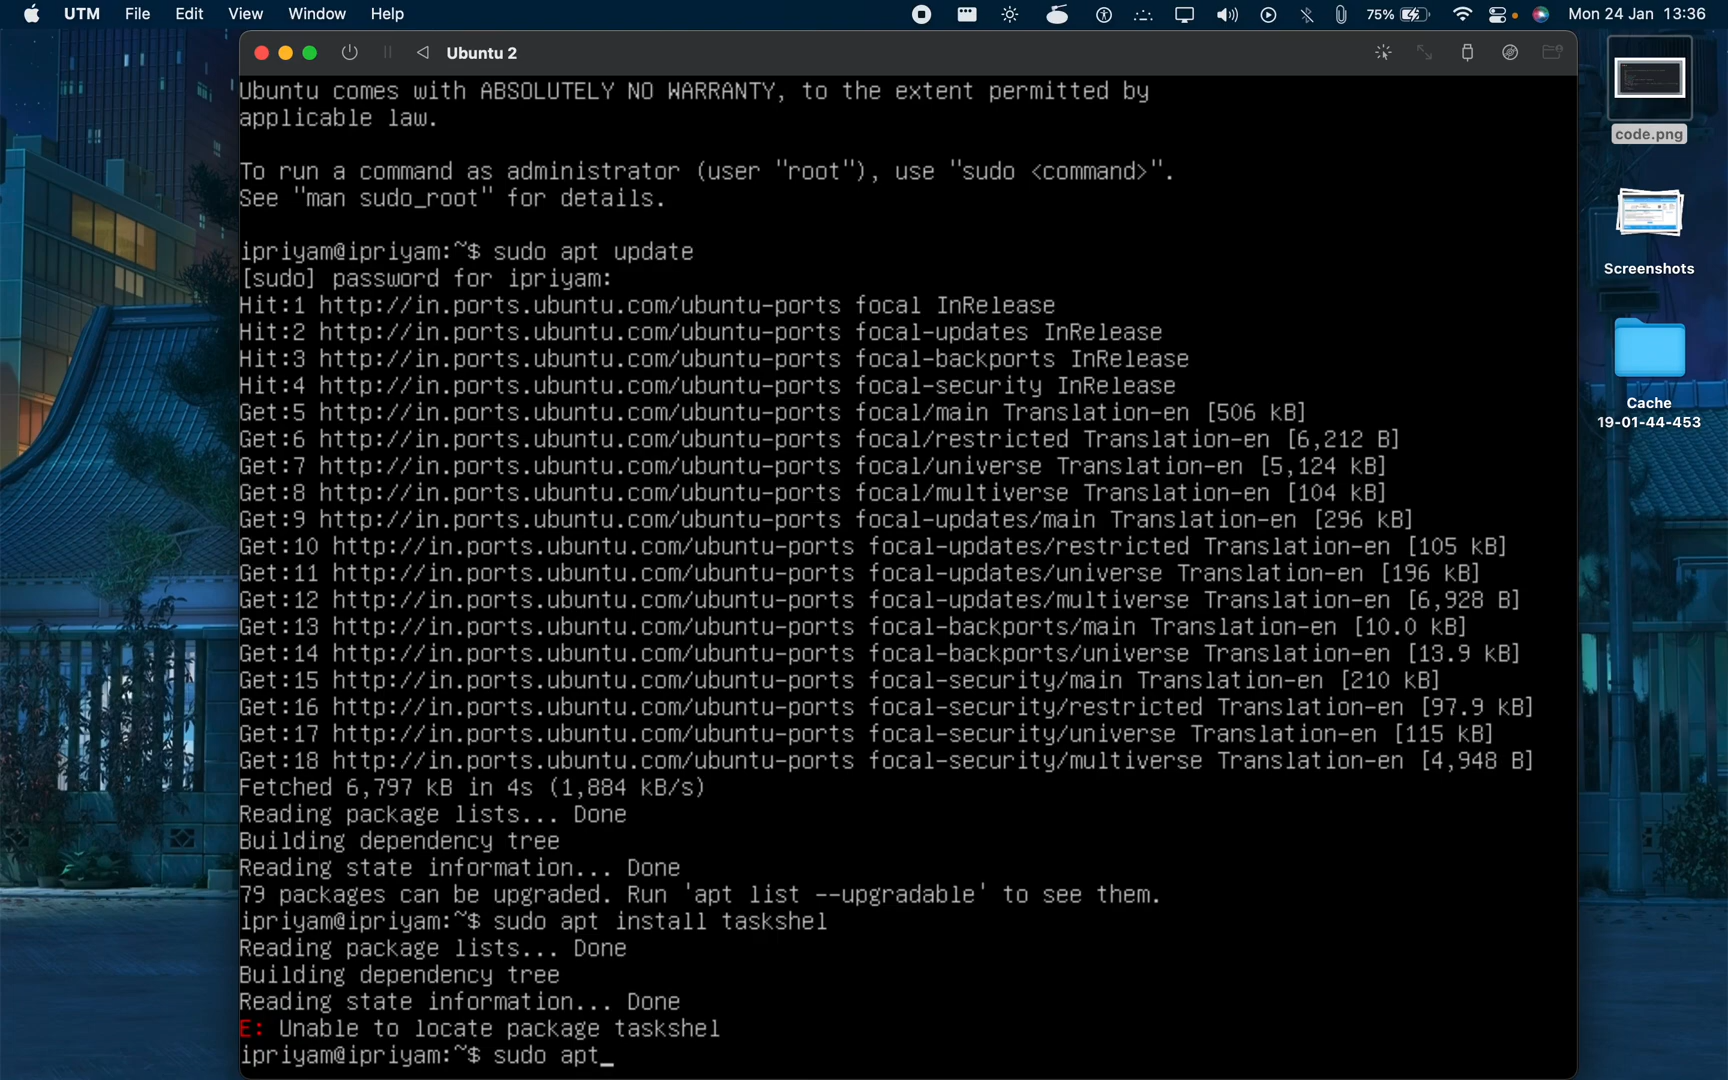 UTM File Edit View Window Help 75% Mon 24 Jan 13:36
Ubuntu 2
Ubuntu comes with ABSOLUTELY NO WARRANTY, to the extent permitted by
applicable law.
To run a command as administrator (user "root"), use "sudo <command>".
See "man sudo_root" for details.
ipriyam@ipriyam:~$ sudo apt update
[sudo] password for ipriyam:
Hit:1 http://in.ports.ubuntu.com/ubuntu-ports focal InRelease
Hit:2 http://in.ports.ubuntu.com/ubuntu-ports focal-updates InRelease
Hit:3 http://in.ports.ubuntu.com/ubuntu-ports focal-backports InRelease
Hit:4 http://in.ports.ubuntu.com/ubuntu-ports focal-security InRelease
Get:5 http://in.ports.ubuntu.com/ubuntu-ports focal/main Translation-en [506 kB]
Get:6 http://in.ports.ubuntu.com/ubuntu-ports focal/restricted Translation-en [6,212 B]
Get:7 http://in.ports.ubuntu.com/ubuntu-ports focal/universe Translation-en [5,124 kB]
Get:8 http://in.ports.ubuntu.com/ubuntu-ports focal/multiverse Translation-en [104 kB]
Get:9 http://in.ports.ubuntu.com/ubuntu-ports focal-updates/main Translation-en [296 kB]
Get:10 http://in.ports.ubuntu.com/ubuntu-ports focal-updates/restricted Translation-en [105 kB]
Get:11 http://in.ports.ubuntu.com/ubuntu-ports focal-updates/universe Translation-en [196 kB]
Get:12 http://in.ports.ubuntu.com/ubuntu-ports focal-updates/multiverse Translation-en [6,928 B]
Get:13 http://in.ports.ubuntu.com/ubuntu-ports focal-backports/main Translation-en [10.0 kB]
Get:14 http://in.ports.ubuntu.com/ubuntu-ports focal-backports/universe Translation-en [13.9 kB]
Get:15 http://in.ports.ubuntu.com/ubuntu-ports focal-security/main Translation-en [210 kB]
Get:16 http://in.ports.ubuntu.com/ubuntu-ports focal-security/restricted Translation-en [97.9 kB]
Get:17 http://in.ports.ubuntu.com/ubuntu-ports focal-security/universe Translation-en [115 kB]
Get:18 http://in.ports.ubuntu.com/ubuntu-ports focal-security/multiverse Translation-en [4,948 B]
Fetched 6,797 kB in 4s (1,884 kB/s)
Reading package lists... Done
Building dependency tree
Reading state information... Done
79 packages can be upgraded. Run 'apt list --upgradable' to see them.
ipriyam@ipriyam:~$ sudo apt install taskshel
Reading package lists... Done
Building dependency tree
Reading state information... Done
E: Unable to locate package taskshel
ipriyam@ipriyam:~$ sudo apt_
code.png
Screenshots
Cache
19-01-44-453